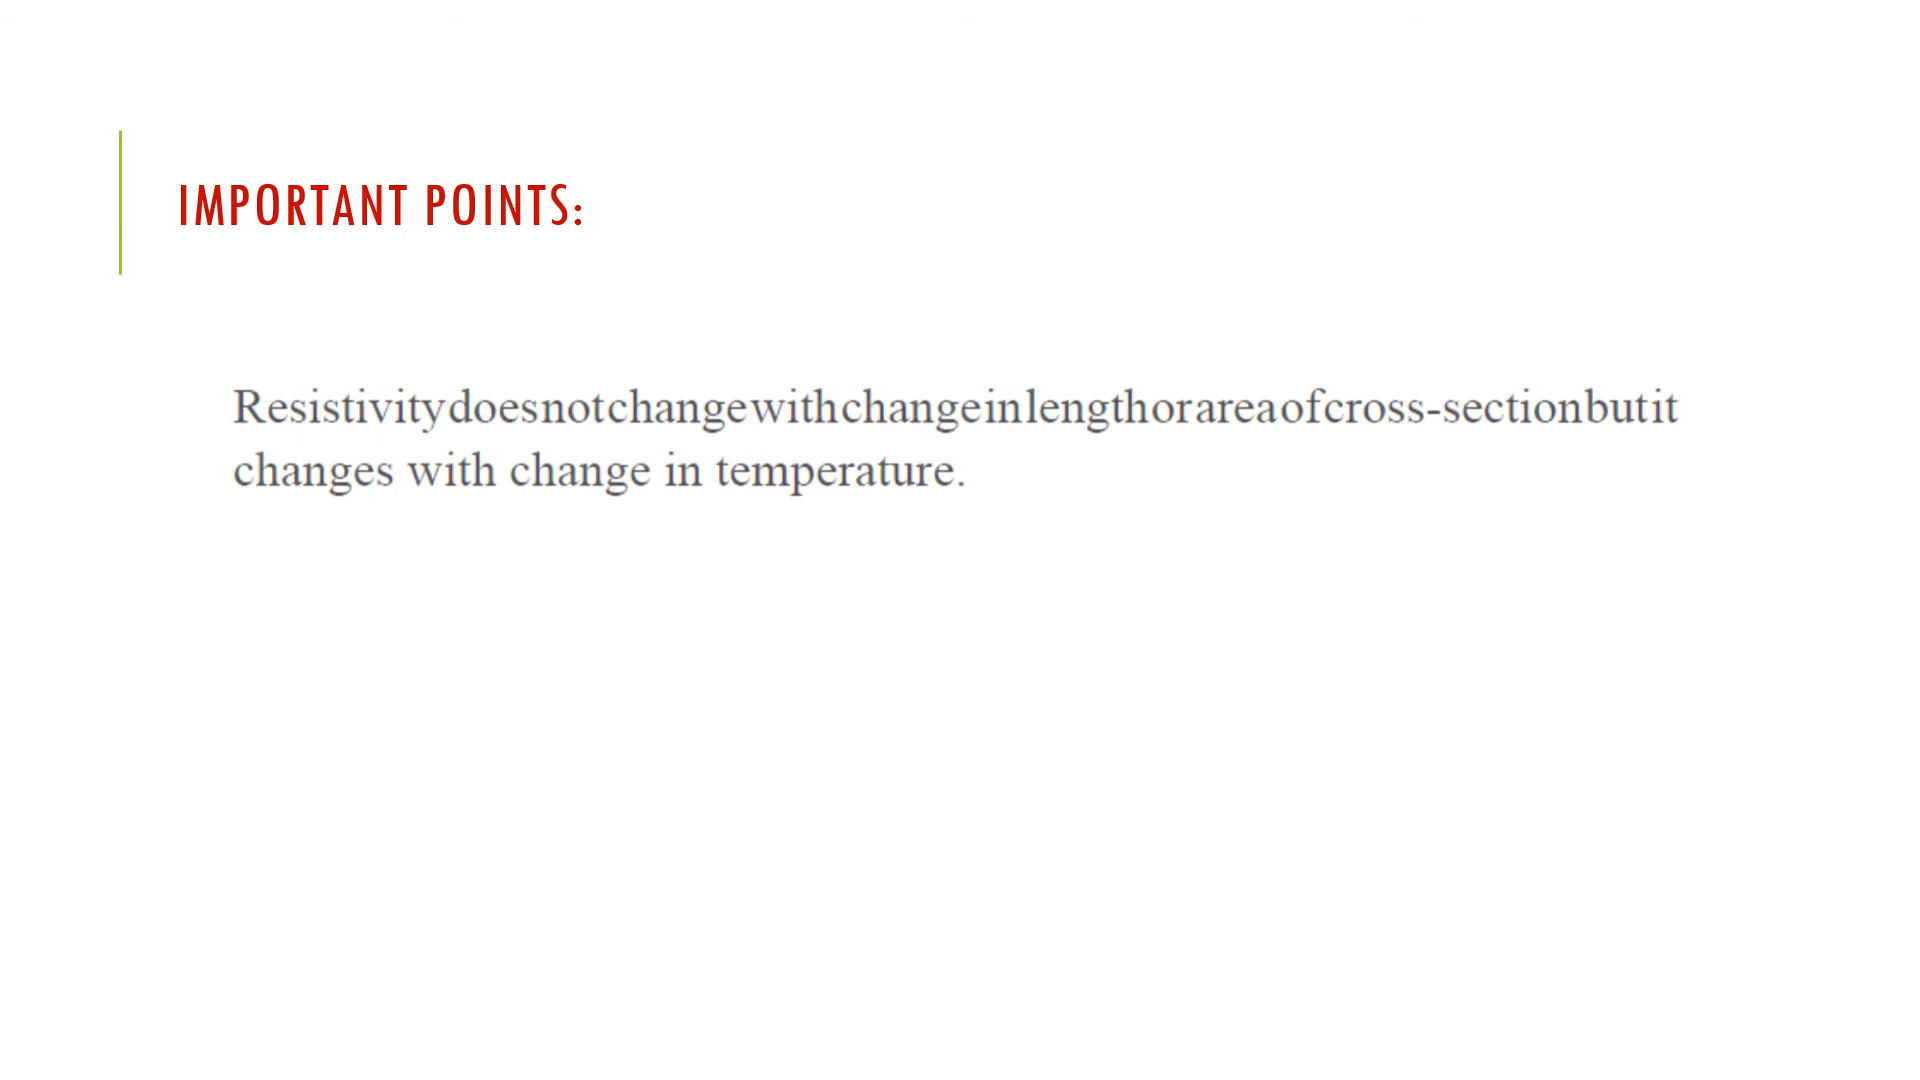 IMPORTANT POINTS:
Resistivity does not change with change in length or area of cross-section but it
changes with change in temperature.